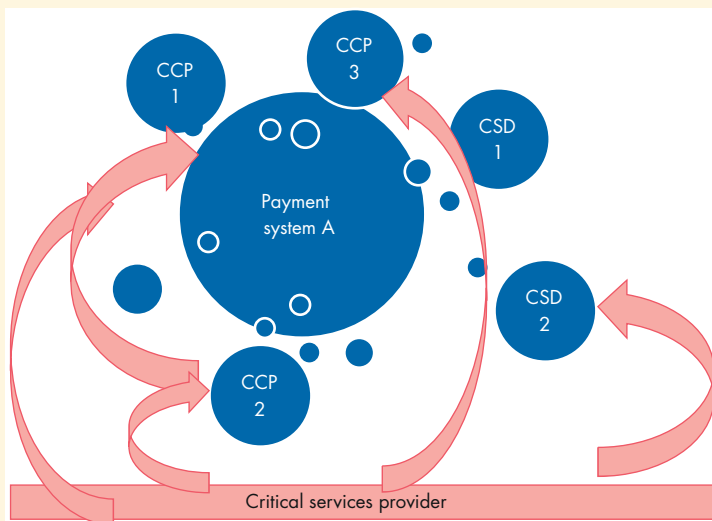 CCP
1
CCP
3
CSD
1
Payment
system A
CSD
2
CCP
2
Critical services provider